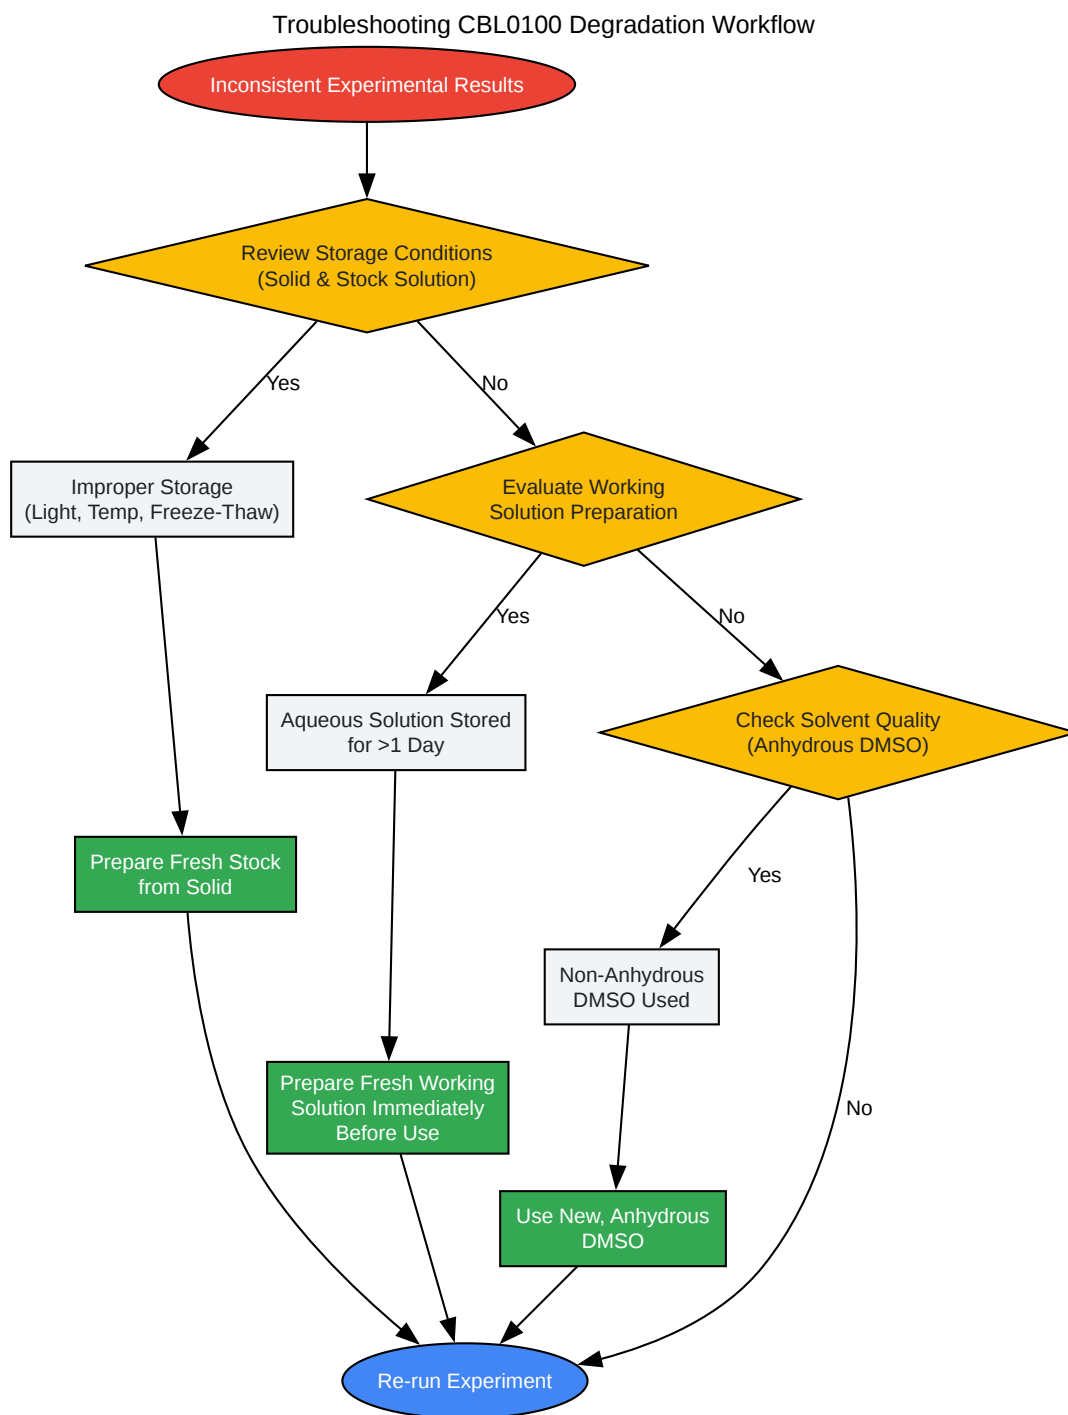 Troubleshooting CBL0100 Degradation Workflow
Inconsistent Experimental Results
Review Storage Conditions
(Solid & Stock Solution)
Yes
No
Improper Storage
(Light, Temp, Freeze-Thaw)
Evaluate Working
Solution Preparation
Yes
No
Aqueous Solution Stored
for >1 Day
Check Solvent Quality
(Anhydrous DMSO)
Prepare Fresh Stock
from Solid
Yes
Non-Anhydrous
DMSO Used
No
Prepare Fresh Working
Solution Immediately
Before Use
Use New, Anhydrous
DMSO
Re-run Experiment